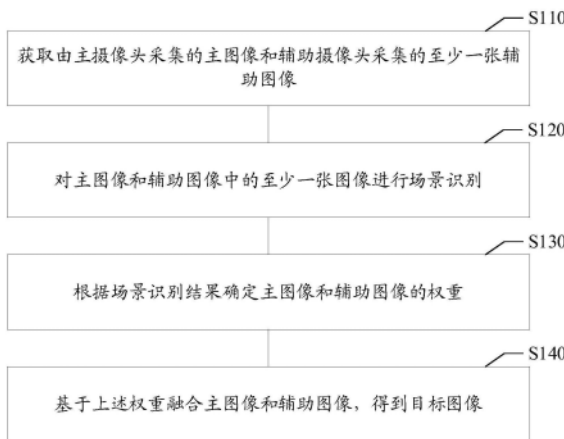 S110
获取由主摄像头采集的主图像和辅助摄像头采集的至少一张辅
助图像
S120
对主图像和辅助图像中的至少一张图像进行场景识别
S130
根据场景识别结果确定主图像和辅助图像的权重
S140
基于上述权重融合主图像和辅助图像，得到目标图像